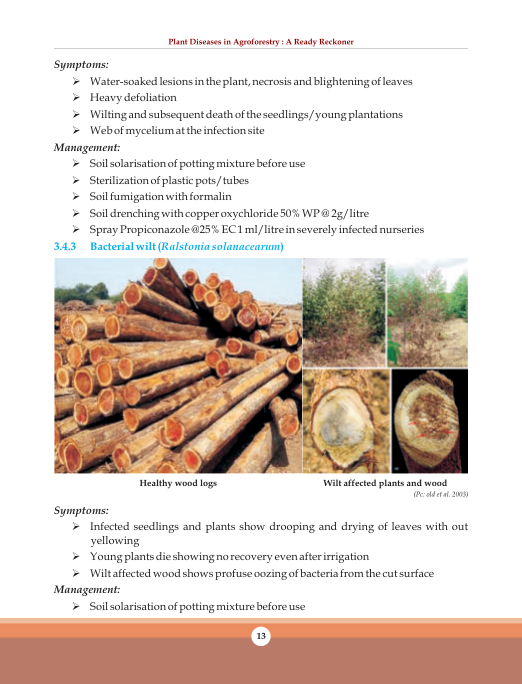 Plant Diseases in Agroforestry : A Ready Reckoner
Symptoms:
➢ Water-soaked lesions in the plant, necrosis and blightening of leaves
➢ Heavy defoliation
➢ Wilting and subsequent death of the seedlings/young plantations
➢ Web of mycelium at the infection site
Management:
➢ Soil solarisation of potting mixture before use
➢ Sterilization of plastic pots/tubes
➢ Soil fumigation with formalin
➢ Soil drenching with copper oxychloride 50% WP @ 2g/litre
➢ Spray Propiconazole @25% EC 1 ml/litre in severely infected nurseries
3.4.3 Bacterial wilt (Ralstonia solanacearum)
Healthy wood logs
Wilt affected plants and wood
(Pc: old et al. 2003)
Symptoms:
➢ Infected seedlings and plants show drooping and drying of leaves with out
yellowing
➢ Young plants die showing no recovery even after irrigation
➢ Wilt affected wood shows profuse oozing of bacteria from the cut surface
Management:
➢ Soil solarisation of potting mixture before use
13